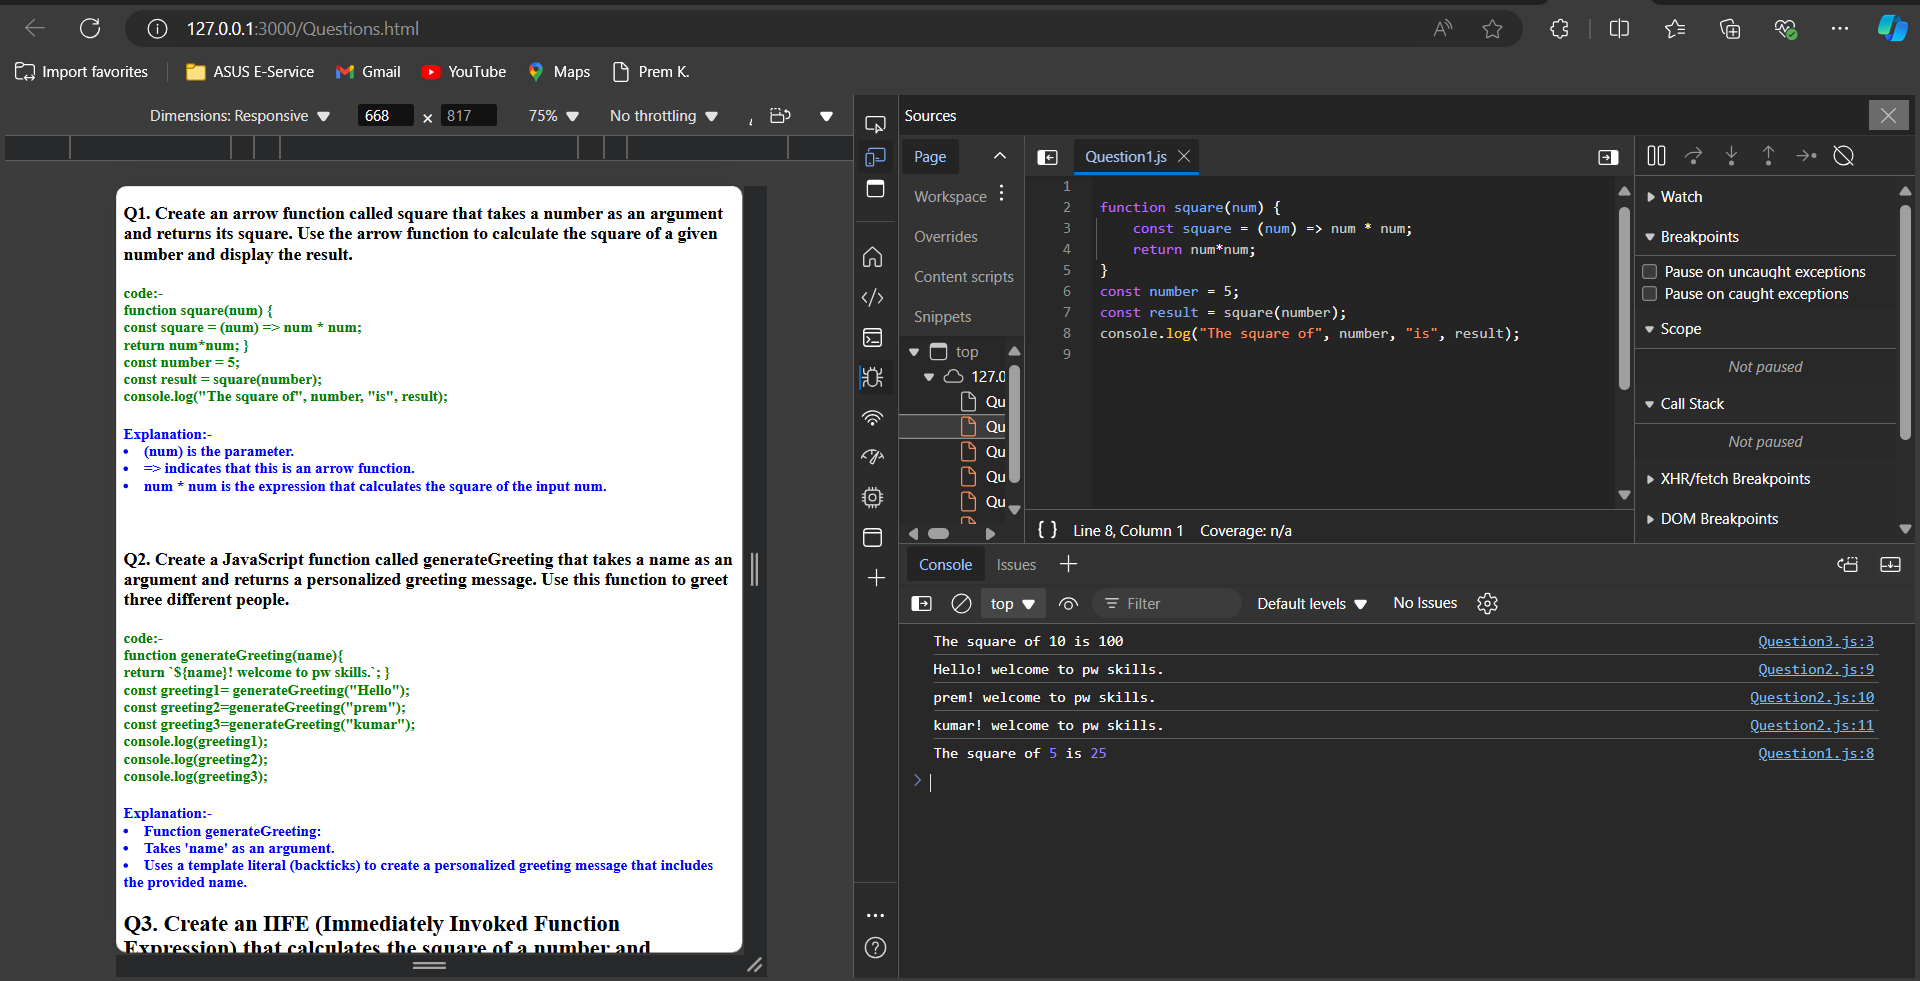 127.0.0.1:3000/Questions.html
Import favorites
ASUS E-Service
Gmail
YouTube
Maps
Prem K.
Dimensions: Responsive
668 × 817
75%
No throttling
Q1. Create an arrow function called square that takes a number as an argument
and returns its square. Use the arrow function to calculate the square of a given
number and display the result.
code:-
function square(num) {
const square = (num) => num * num;
return num*num; }
const number = 5;
const result = square(number);
console.log("The square of", number, "is", result);
Explanation:-
• (num) is the parameter.
• => indicates that this is an arrow function.
• num * num is the expression that calculates the square of the input num.
Q2. Create a JavaScript function called generateGreeting that takes a name as an
argument and returns a personalized greeting message. Use this function to greet
three different people.
code:-
function generateGreeting(name){
return `${name}! welcome to pw skills.`; }
const greeting1= generateGreeting("Hello");
const greeting2=generateGreeting("prem");
const greeting3=generateGreeting("kumar");
console.log(greeting1);
console.log(greeting2);
console.log(greeting3);
Explanation:-
• Function generateGreeting:
• Takes 'name' as an argument.
• Uses a template literal (backticks) to create a personalized greeting message that includes
the provided name.
Q3. Create an IIFE (Immediately Invoked Function
Expression) that calculates the square of a number and
Sources
Page
Workspace
Overrides
Content scripts
Snippets
top
127.0
Qu
Qu
Qu
Qu
Qu
Question1.js
1
2 function square(num) {
3 const square = (num) => num * num;
4 return num*num;
5 }
6 const number = 5;
7 const result = square(number);
8 console.log("The square of", number, "is", result);
9
{ } Line 8, Column 1 Coverage: n/a
Watch
Breakpoints
Pause on uncaught exceptions
Pause on caught exceptions
Scope
Not paused
Call Stack
Not paused
XHR/fetch Breakpoints
DOM Breakpoints
Console
Issues
top
Filter
Default levels
No Issues
The square of 10 is 100 Question3.js:3
Hello! welcome to pw skills. Question2.js:9
prem! welcome to pw skills. Question2.js:10
kumar! welcome to pw skills. Question2.js:11
The square of 5 is 25 Question1.js:8